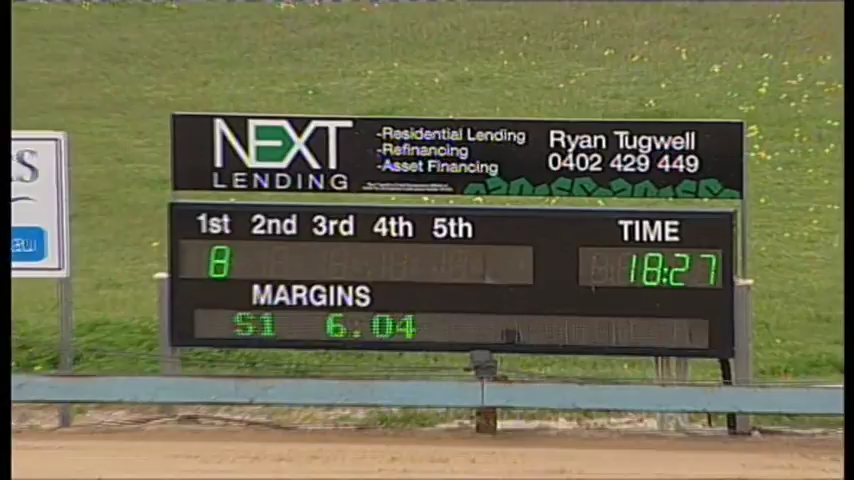 NEXT
LENDING
-Residential Lending
-Refinancing
-Asset Financing
Ryan Tugwell
0402 429 449
1st 2nd 3rd 4th 5th TIME
8 18:27
MARGINS
S1 6.04